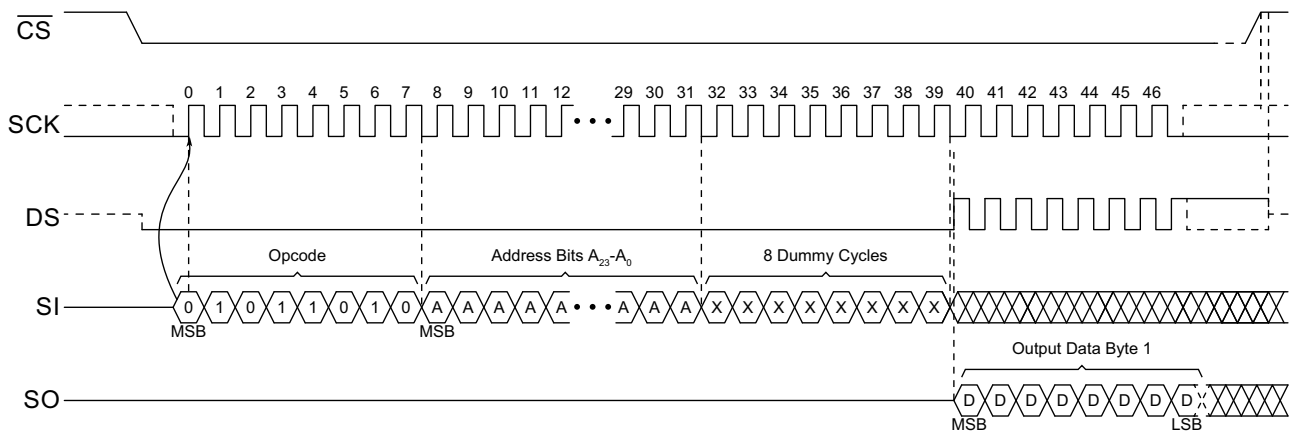 CS
0 1 2 3 4 5 6 7 8 9 10 11 12 29 30 31 32 33 34 35 36 37 38 39 40 41 42 43 44 45 46
SCK
DS
Opcode Address Bits A23-A0 8 Dummy Cycles
SI 0 1 0 1 1 0 1 0 A A A A A A A A X X X X X X X X
MSB MSB
Output Data Byte 1
SO D D D D D D D D
MSB LSB